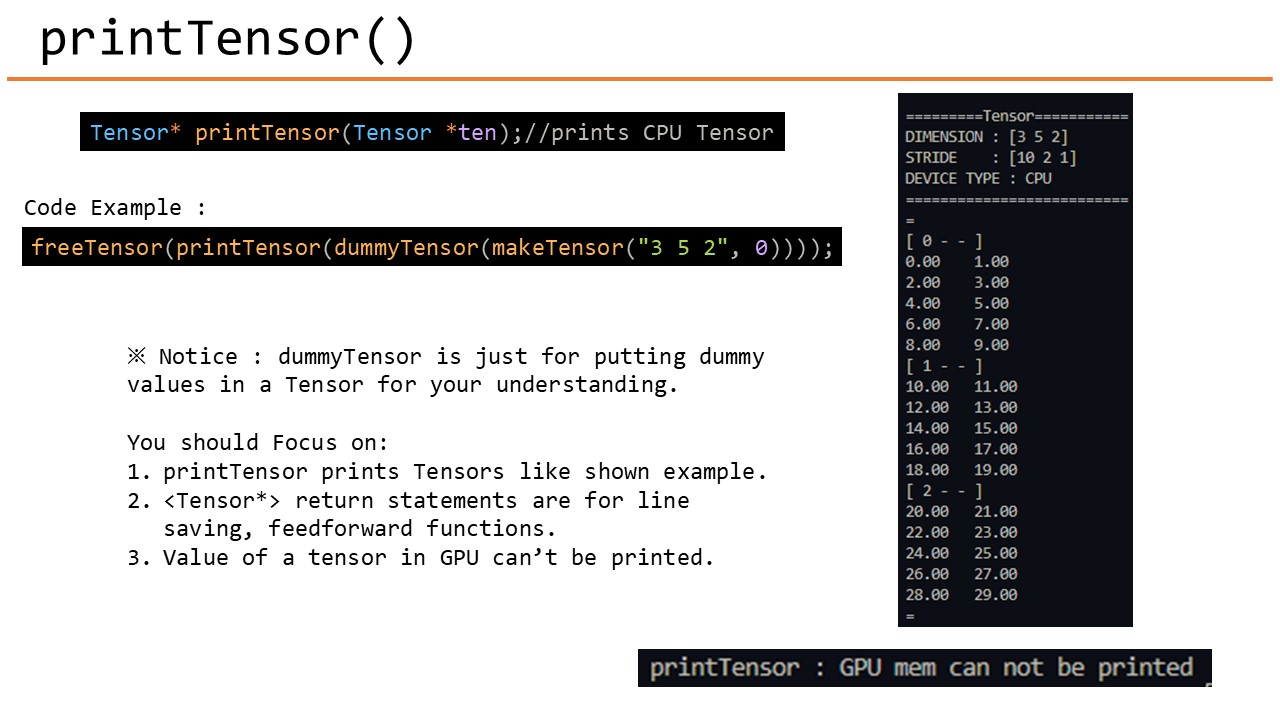 printTensor()
Tensor* printTensor(Tensor *ten);//prints CPU Tensor
Code Example :
freeTensor(printTensor(dummyTensor(makeTensor("3 5 2", 0))));
※ Notice : dummyTensor is just for putting dummy
values in a Tensor for your understanding.
You should Focus on:
1. printTensor prints Tensors like shown example.
2. <Tensor*> return statements are for line
saving, feedforward functions.
3. Value of a tensor in GPU can’t be printed.
=========Tensor===========
DIMENSION : [3 5 2]
STRIDE    : [10 2 1]
DEVICE TYPE : CPU
==========================
=
[ 0 - - ]
0.00    1.00
2.00    3.00
4.00    5.00
6.00    7.00
8.00    9.00
[ 1 - - ]
10.00   11.00
12.00   13.00
14.00   15.00
16.00   17.00
18.00   19.00
[ 2 - - ]
20.00   21.00
22.00   23.00
24.00   25.00
26.00   27.00
28.00   29.00
=
printTensor : GPU mem can not be printed